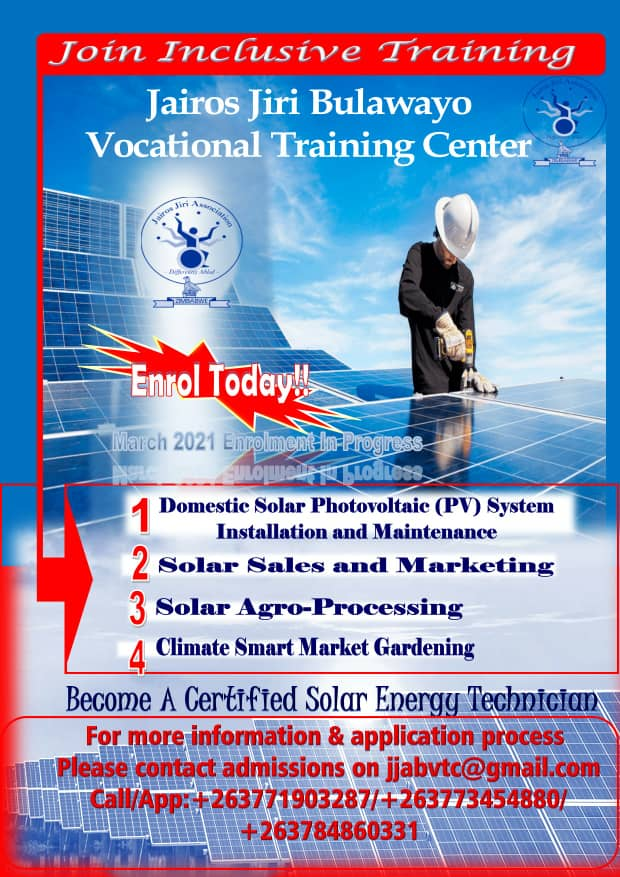 Join Inclusive Training
Jairos Jiri Bulawayo
Vocational Training Center
Jairos Jiri Association
- Differently Abled -
ZIMBABWE
Enrol Today!!
March 2021 Enrolment In Progress
1 Domestic Solar Photovoltaic (PV) System
Installation and Maintenance
2 Solar Sales and Marketing
3 Solar Agro-Processing
4 Climate Smart Market Gardening
Become A Certified Solar Energy Technician
For more information & application process
Please contact admissions on jjabvtc@gmail.com
Call/App:+263771903287/+263773454880/
+263784860331